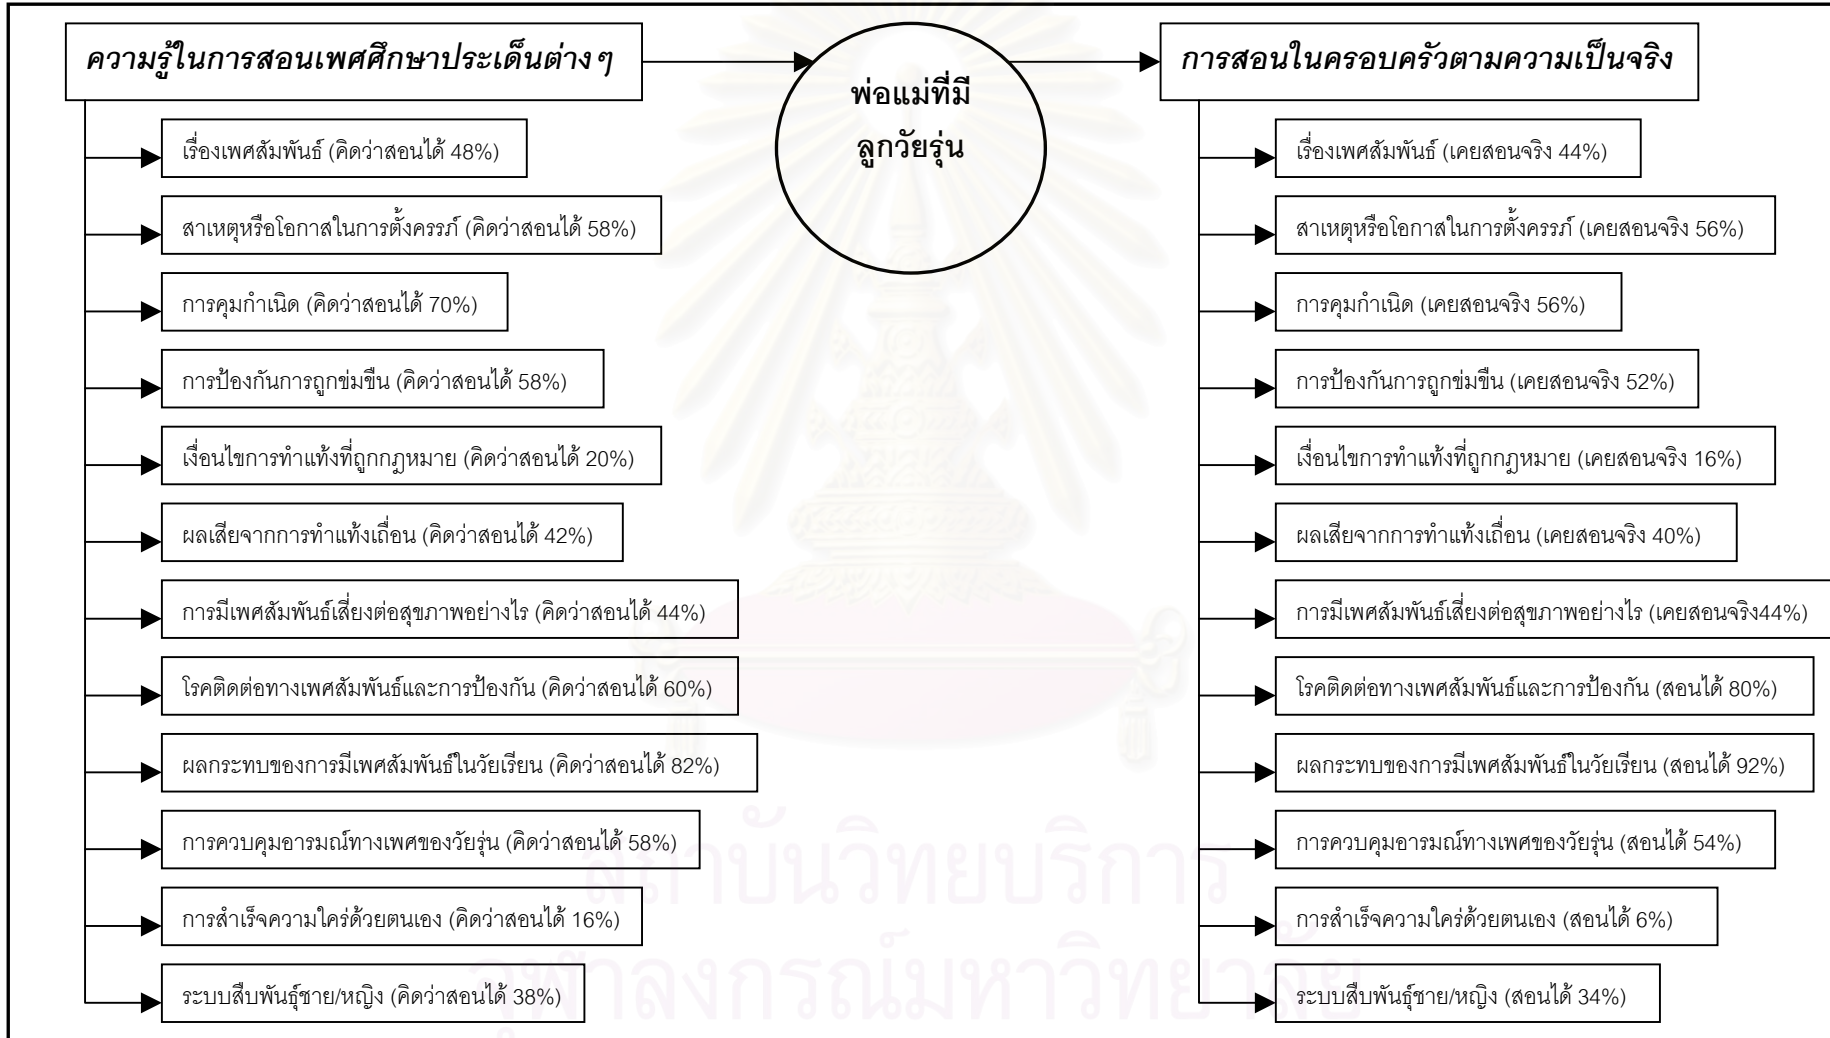 ความรู้ในการสอนเพศศึกษาประเด็นต่างๆ
พ่อแม่ที่มี
ลูกวัยรุ่น
การสอนในครอบครัวตามความเป็นจริง
เรื่องเพศสัมพันธ์ (คิดว่าสอนได้ 48%)
สาเหตุหรือโอกาสในการตั้งครรภ์ (คิดว่าสอนได้ 58%)
การคุมกำเนิด (คิดว่าสอนได้ 70%)
การป้องกันการถูกข่มขืน (คิดว่าสอนได้ 58%)
เงื่อนไขการทำแท้งที่ถูกกฎหมาย (คิดว่าสอนได้ 20%)
ผลเสียจากการทำแท้งเถื่อน (คิดว่าสอนได้ 42%)
การมีเพศสัมพันธ์เสี่ยงต่อสุขภาพอย่างไร (คิดว่าสอนได้ 44%)
โรคติดต่อทางเพศสัมพันธ์และการป้องกัน (คิดว่าสอนได้ 60%)
ผลกระทบของการมีเพศสัมพันธ์ในวัยเรียน (คิดว่าสอนได้ 82%)
การควบคุมอารมณ์ทางเพศของวัยรุ่น (คิดว่าสอนได้ 58%)
การสำเร็จความใคร่ด้วยตนเอง (คิดว่าสอนได้ 16%)
ระบบสืบพันธุ์ชาย/หญิง (คิดว่าสอนได้ 38%)
เรื่องเพศสัมพันธ์ (เคยสอนจริง 44%)
สาเหตุหรือโอกาสในการตั้งครรภ์ (เคยสอนจริง 56%)
การคุมกำเนิด (เคยสอนจริง 56%)
การป้องกันการถูกข่มขืน (เคยสอนจริง 52%)
เงื่อนไขการทำแท้งที่ถูกกฎหมาย (เคยสอนจริง 16%)
ผลเสียจากการทำแท้งเถื่อน (เคยสอนจริง 40%)
การมีเพศสัมพันธ์เสี่ยงต่อสุขภาพอย่างไร (เคยสอนจริง44%)
โรคติดต่อทางเพศสัมพันธ์และการป้องกัน (สอนได้ 80%)
ผลกระทบของการมีเพศสัมพันธ์ในวัยเรียน (สอนได้ 92%)
การควบคุมอารมณ์ทางเพศของวัยรุ่น (สอนได้ 54%)
การสำเร็จความใคร่ด้วยตนเอง (สอนได้ 6%)
ระบบสืบพันธุ์ชาย/หญิง (สอนได้ 34%)
สถาบันวิทยบริการ
จุฬาลงกรณ์มหาวิทยาลัย